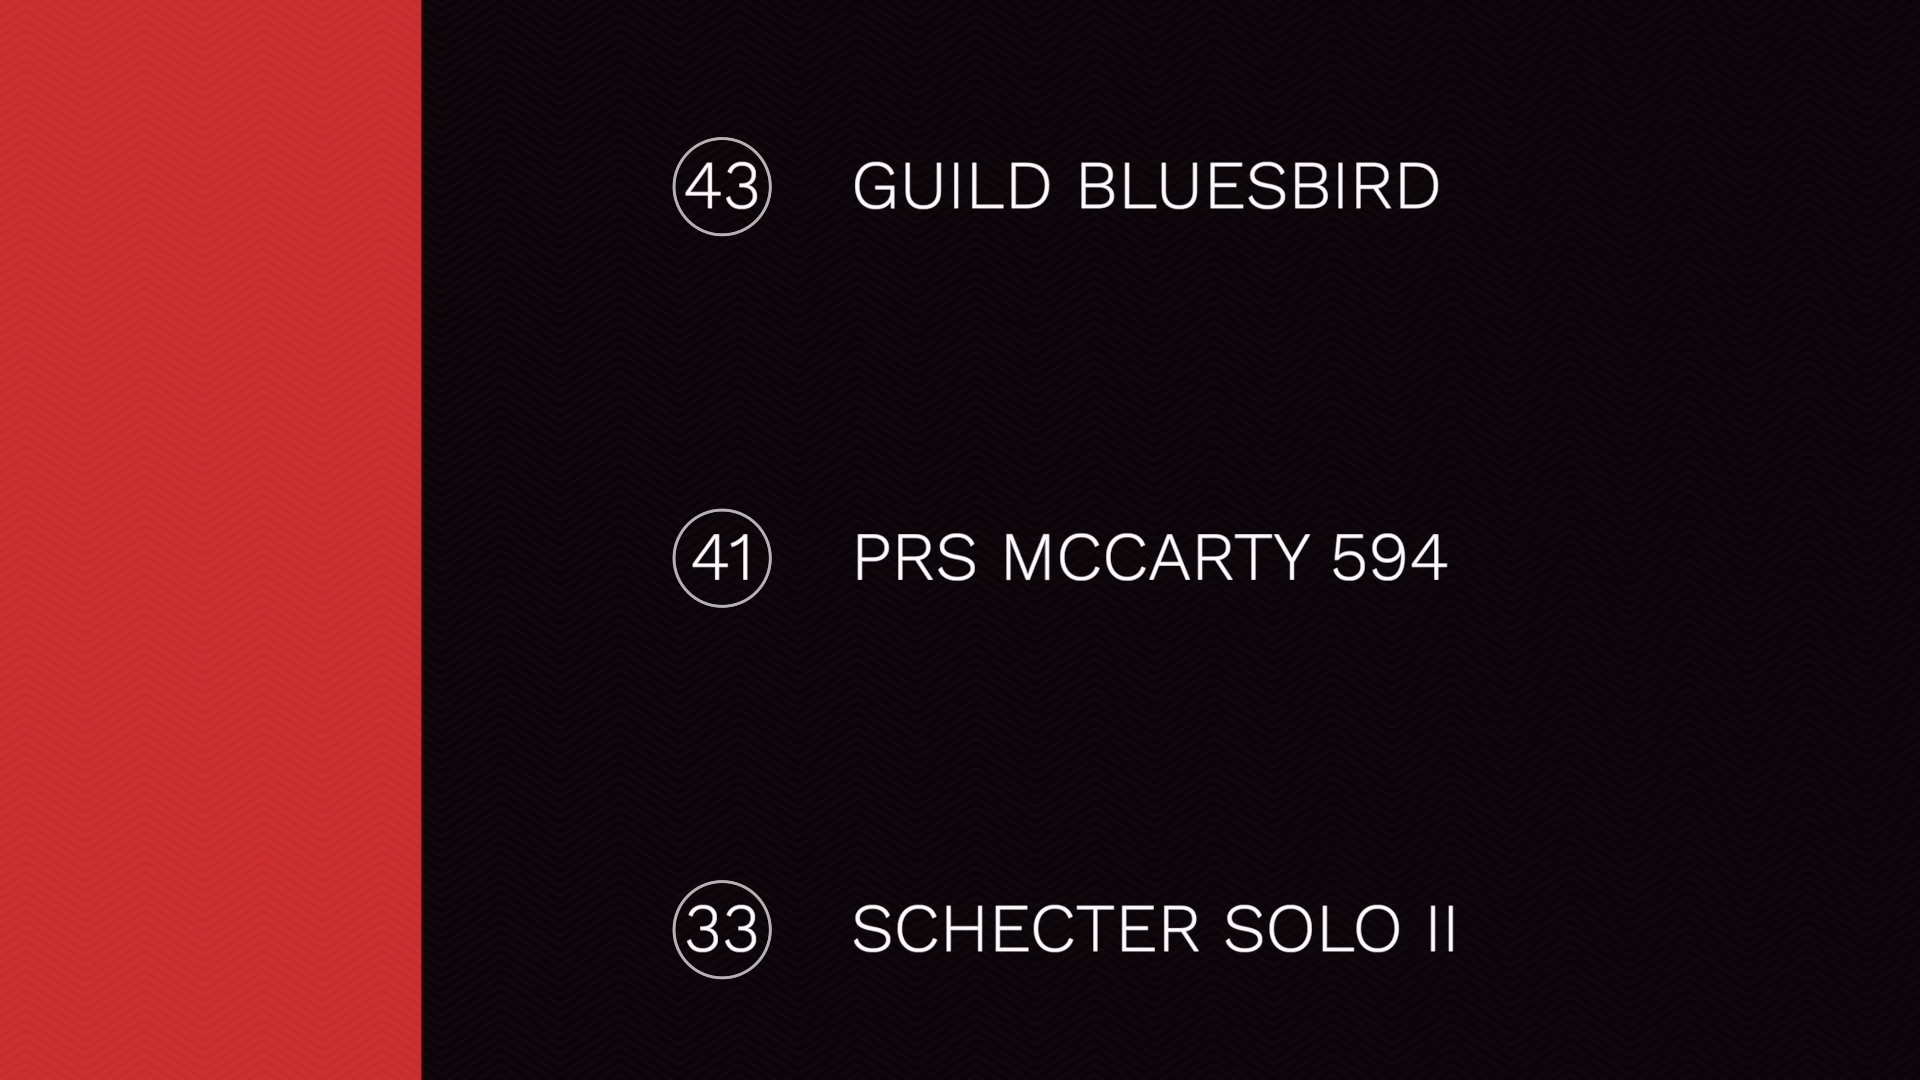 43 GUILD BLUESBIRD
41 PRS MCCARTY 594
33 SCHECTER SOLO II